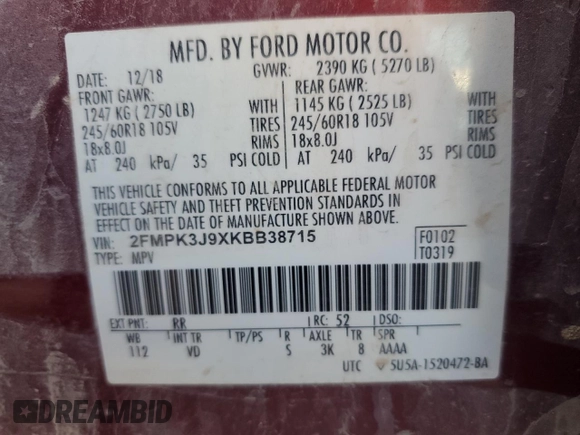 MFD. BY FORD MOTOR CO.
DATE: 12/18 GVWR: 2390 KG ( 5270 LB)
FRONT GAWR: REAR GAWR:
1247 KG ( 2750 LB) WITH 1145 KG ( 2525 LB) WITH
245/60R18 105V TIRES 245/60R18 105V TIRES
18x8.0J RIMS 18x8.0J RIMS
AT 240 kPa/ 35 PSI COLD AT 240 kPa/ 35 PSI COLD
THIS VEHICLE CONFORMS TO ALL APPLICABLE FEDERAL MOTOR
VEHICLE SAFETY AND THEFT PREVENTION STANDARDS IN
EFFECT ON THE DATE OF MANUFACTURE SHOWN ABOVE.
VIN: 2FMPK3J9XKBB38715 F0102
TYPE: MPV T0319
EXT PNT: RR RC: 52 DSO:
WB INT TR TP/PS R AXLE TR SPR
112 VD S 3K 8 AAAA
UTC 5U5A-1520472-BA
DREAMBID